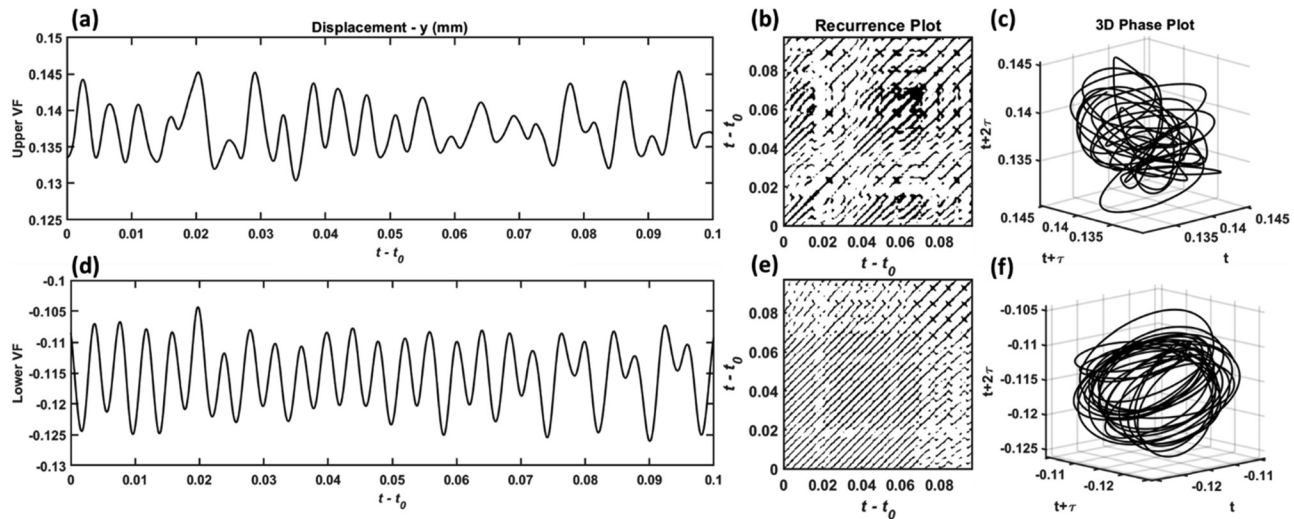 (a) Displacement - y (mm)
0.15
0.145
0.14
0.135
0.13
0.125
Upper VF
0 0.01 0.02 0.03 0.04 0.05 0.06 0.07 0.08 0.09 0.1
t - t0
(b) Recurrence Plot
0.08
0.06
0.04
0.02
0
t - t0
0 0.02 0.04 0.06 0.08
t - t0
(c) 3D Phase Plot
0.145
0.14
0.135
t+2τ
0.145
0.14
0.135
t+τ
0.135
0.14
0.145
t
(d)
-0.1
-0.105
-0.11
-0.115
-0.12
-0.125
-0.13
Lower VF
0 0.01 0.02 0.03 0.04 0.05 0.06 0.07 0.08 0.09 0.1
t - t0
(e)
0.08
0.06
0.04
0.02
0
t - t0
0 0.02 0.04 0.06 0.08
t - t0
(f)
-0.105
-0.11
-0.115
-0.12
-0.125
t+2τ
-0.11
-0.12
t+τ
-0.12
-0.11
t